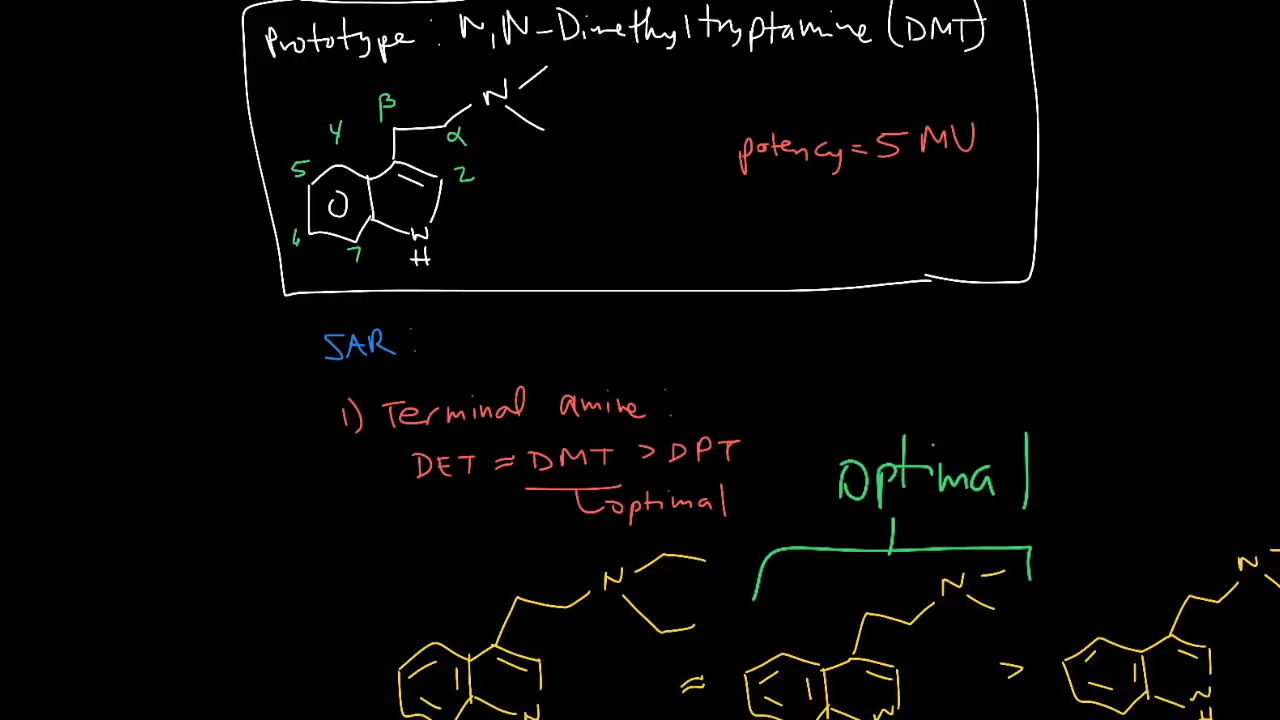 Prototype : N,N-Dimethyltryptamine (DMT)
N
β
4
α
5
2
potency = 5 MU
6
7
N
H
SAR :
1) Terminal amine :
DET ≈ DMT > DPT
optimal
optimal
N
N
N
≈
>
N
N
N
H